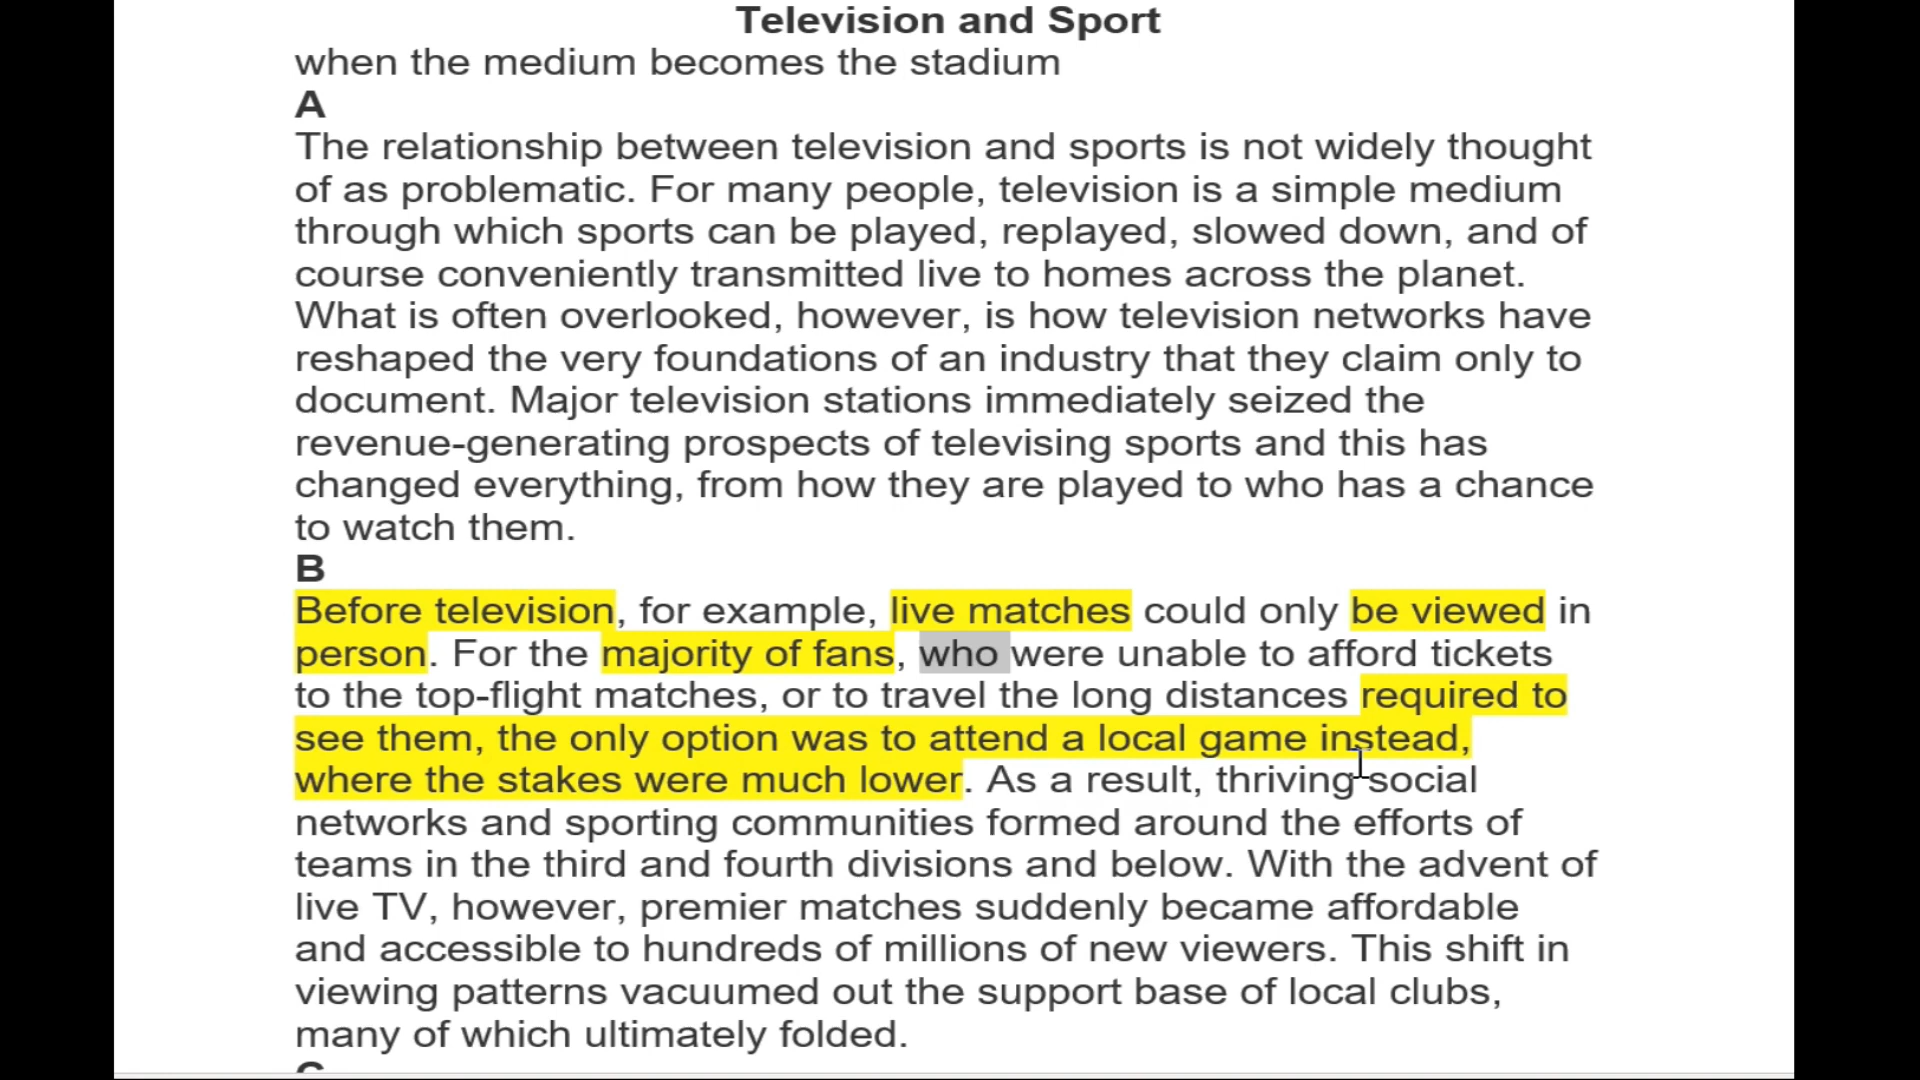 Television and Sport
when the medium becomes the stadium
A
The relationship between television and sports is not widely thought
of as problematic. For many people, television is a simple medium
through which sports can be played, replayed, slowed down, and of
course conveniently transmitted live to homes across the planet.
What is often overlooked, however, is how television networks have
reshaped the very foundations of an industry that they claim only to
document. Major television stations immediately seized the
revenue-generating prospects of televising sports and this has
changed everything, from how they are played to who has a chance
to watch them.
B
Before television, for example, live matches could only be viewed in
person. For the majority of fans, who were unable to afford tickets
to the top-flight matches, or to travel the long distances required to
see them, the only option was to attend a local game instead,
where the stakes were much lower. As a result, thriving social
networks and sporting communities formed around the efforts of
teams in the third and fourth divisions and below. With the advent of
live TV, however, premier matches suddenly became affordable
and accessible to hundreds of millions of new viewers. This shift in
viewing patterns vacuumed out the support base of local clubs,
many of which ultimately folded.